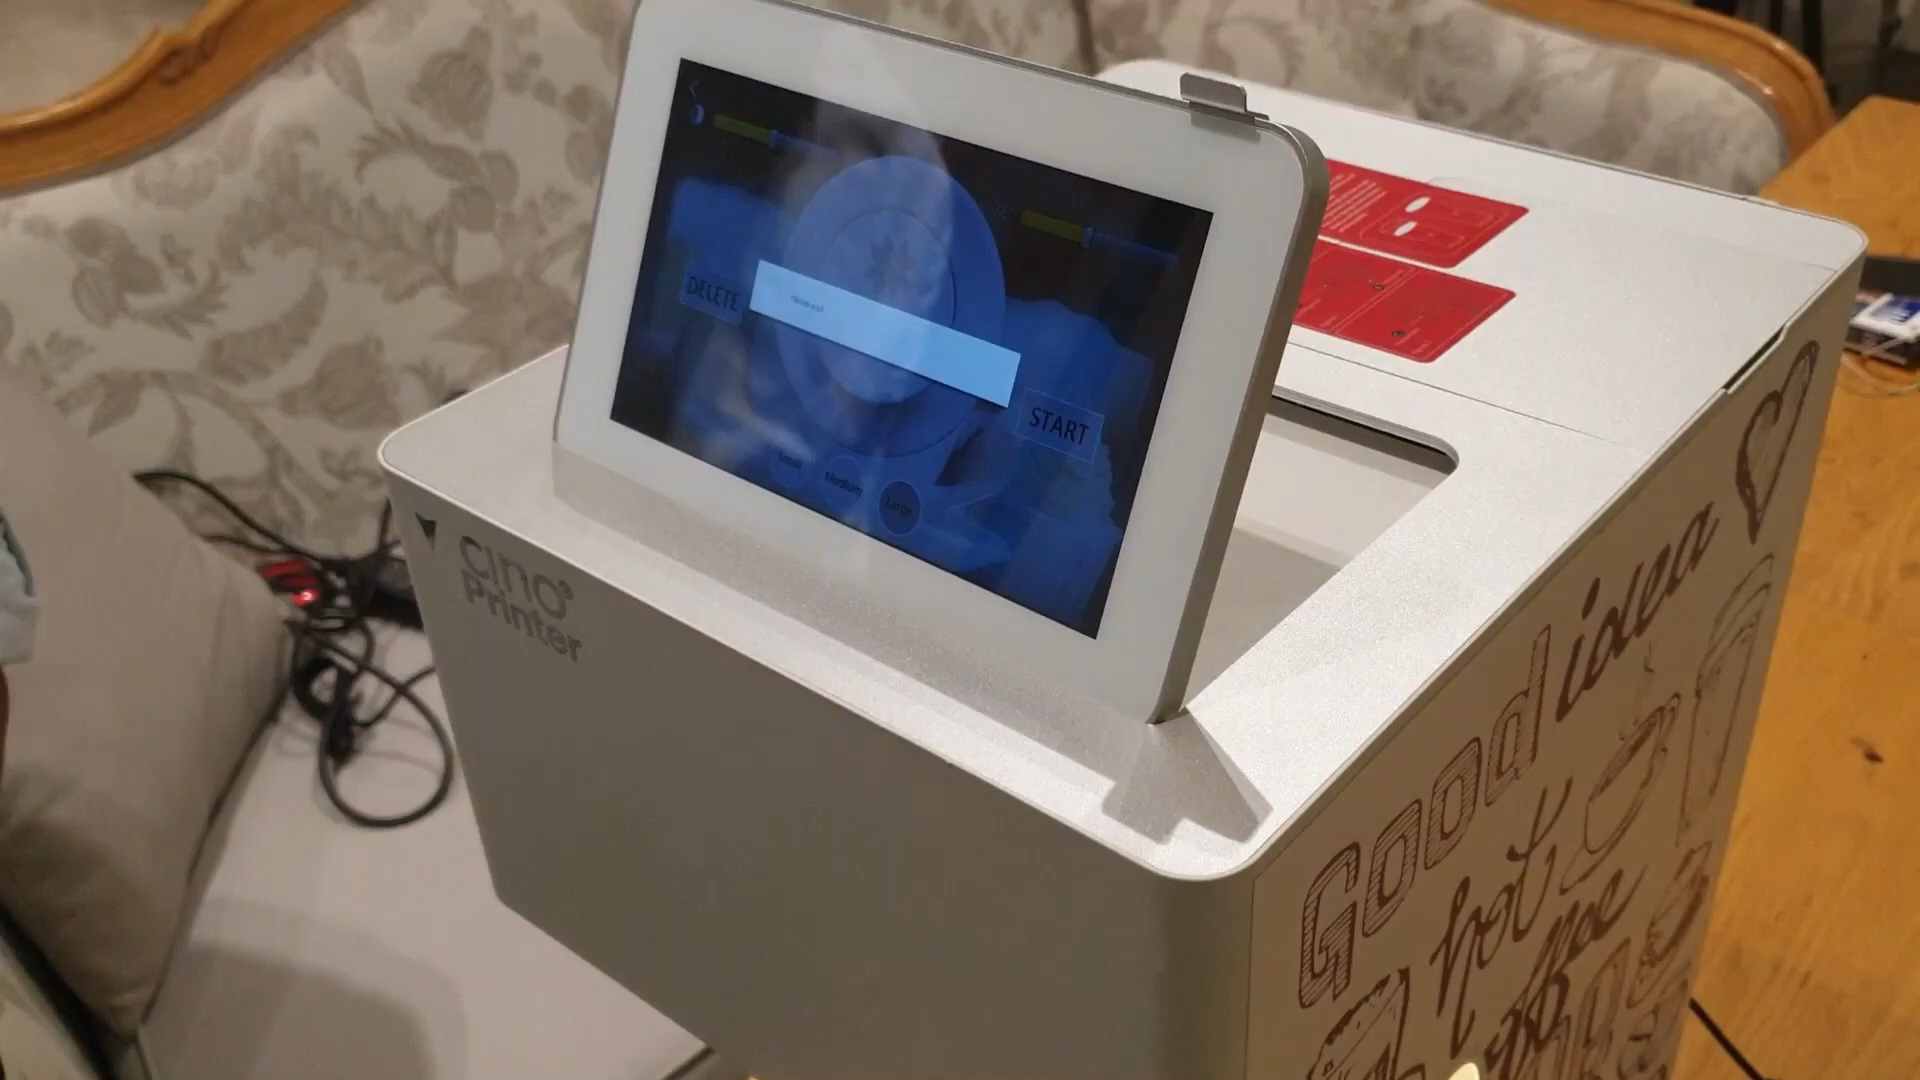 DELETE
START
Small
Medium
Large
cino
Printer
Good idea
hot
coffee